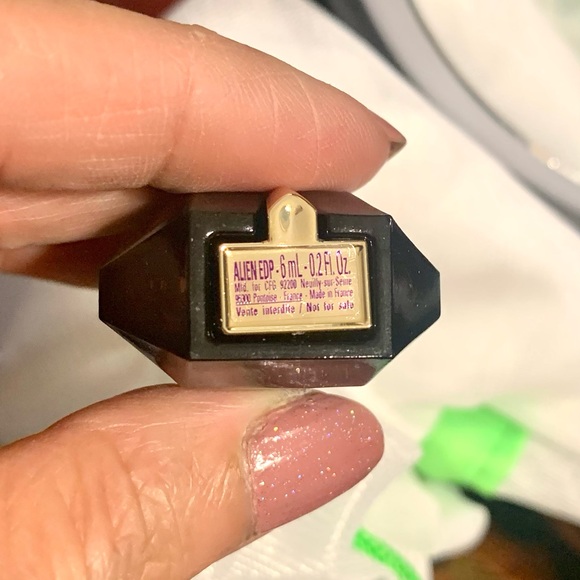 ALIEN EDP - 6 mL - 0.2 Fl. Oz.
Mfd. for CFG 92200 Neuilly-sur-Seine
95300 Pontoise - France - Made in France
Vente interdite / Not for sale